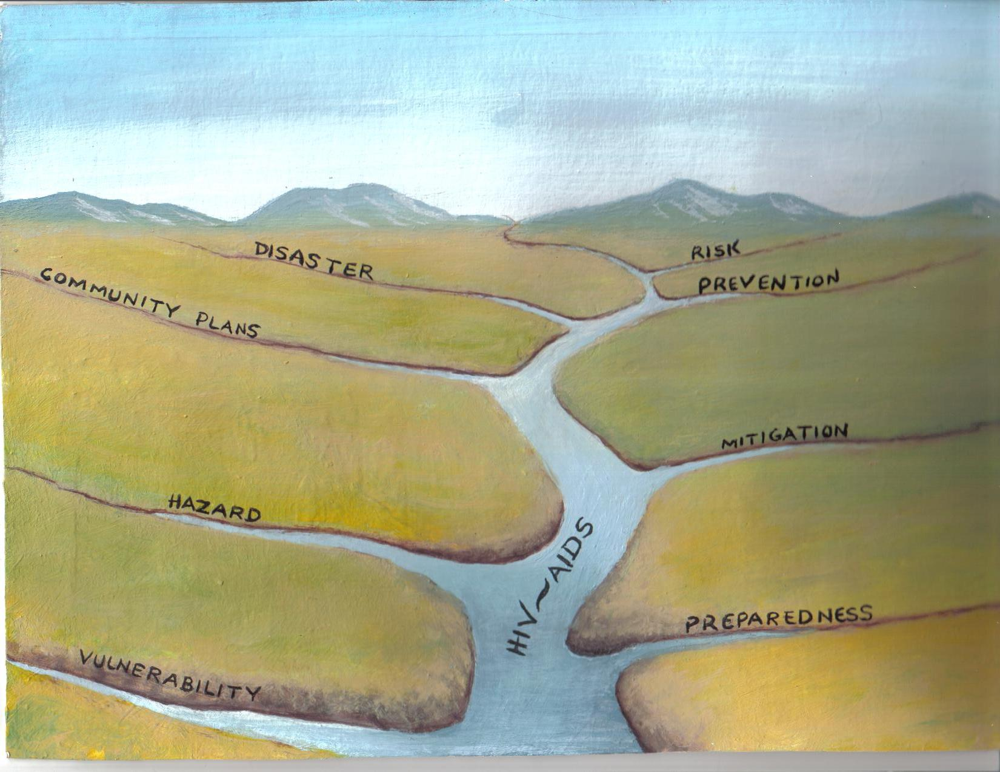 DISASTER
RISK
COMMUNITY PLANS
PREVENTION
MITIGATION
HAZARD
HIV~AIDS
PREPAREDNESS
VULNERABILITY